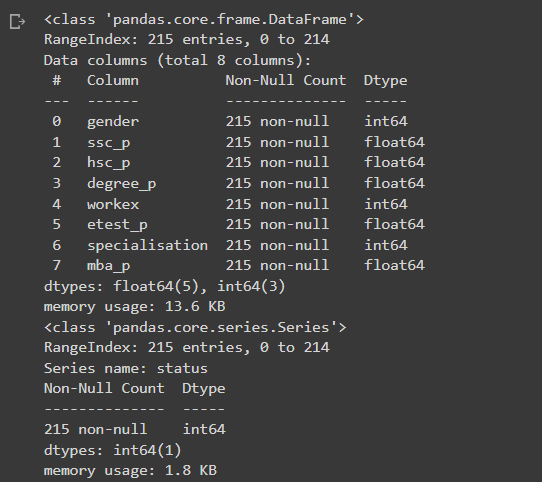 <class 'pandas.core.frame.DataFrame'>
RangeIndex: 215 entries, 0 to 214
Data columns (total 8 columns):
 #   Column          Non-Null Count  Dtype
---  ------          --------------  -----
 0   gender          215 non-null    int64
 1   ssc_p           215 non-null    float64
 2   hsc_p           215 non-null    float64
 3   degree_p        215 non-null    float64
 4   workex          215 non-null    int64
 5   etest_p         215 non-null    float64
 6   specialisation  215 non-null    int64
 7   mba_p           215 non-null    float64
dtypes: float64(5), int64(3)
memory usage: 13.6 KB
<class 'pandas.core.series.Series'>
RangeIndex: 215 entries, 0 to 214
Series name: status
Non-Null Count  Dtype
--------------  -----
215 non-null    int64
dtypes: int64(1)
memory usage: 1.8 KB